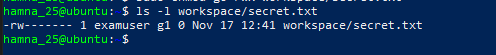 hamna_25@ubuntu:~$ ls -l workspace/secret.txt
-rw------- 1 examuser g1 0 Nov 17 12:41 workspace/secret.txt
hamna_25@ubuntu:~$